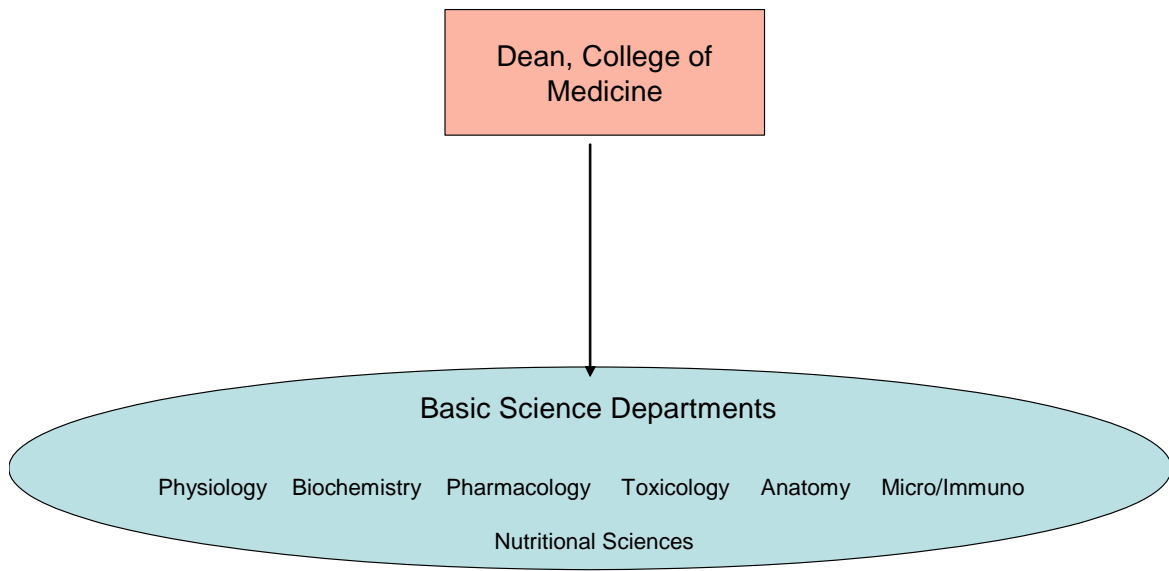 Dean, College of
Medicine
Basic Science Departments
Physiology Biochemistry Pharmacology Toxicology Anatomy Micro/Immuno
Nutritional Sciences